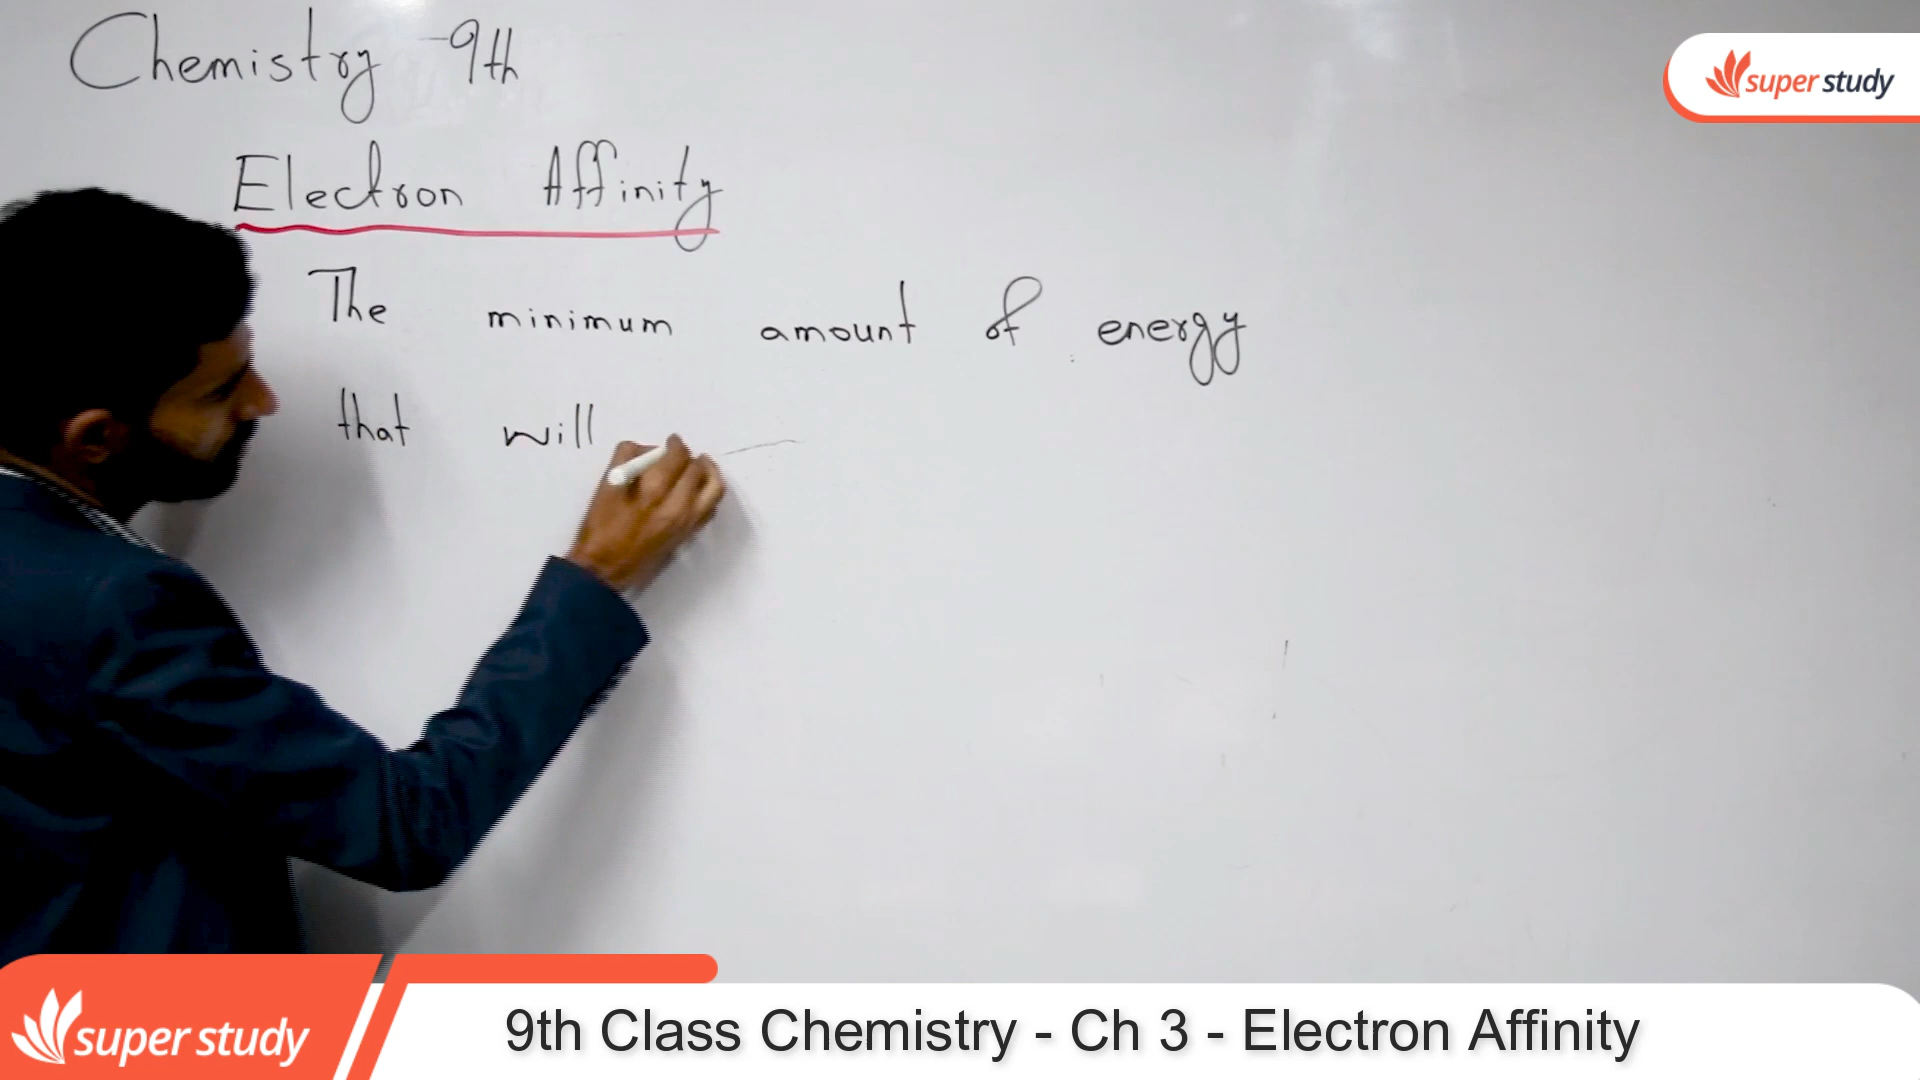 Chemistry - 9th
super study
Electron Affinity
The minimum amount of energy
that will
super study
9th Class Chemistry - Ch 3 - Electron Affinity